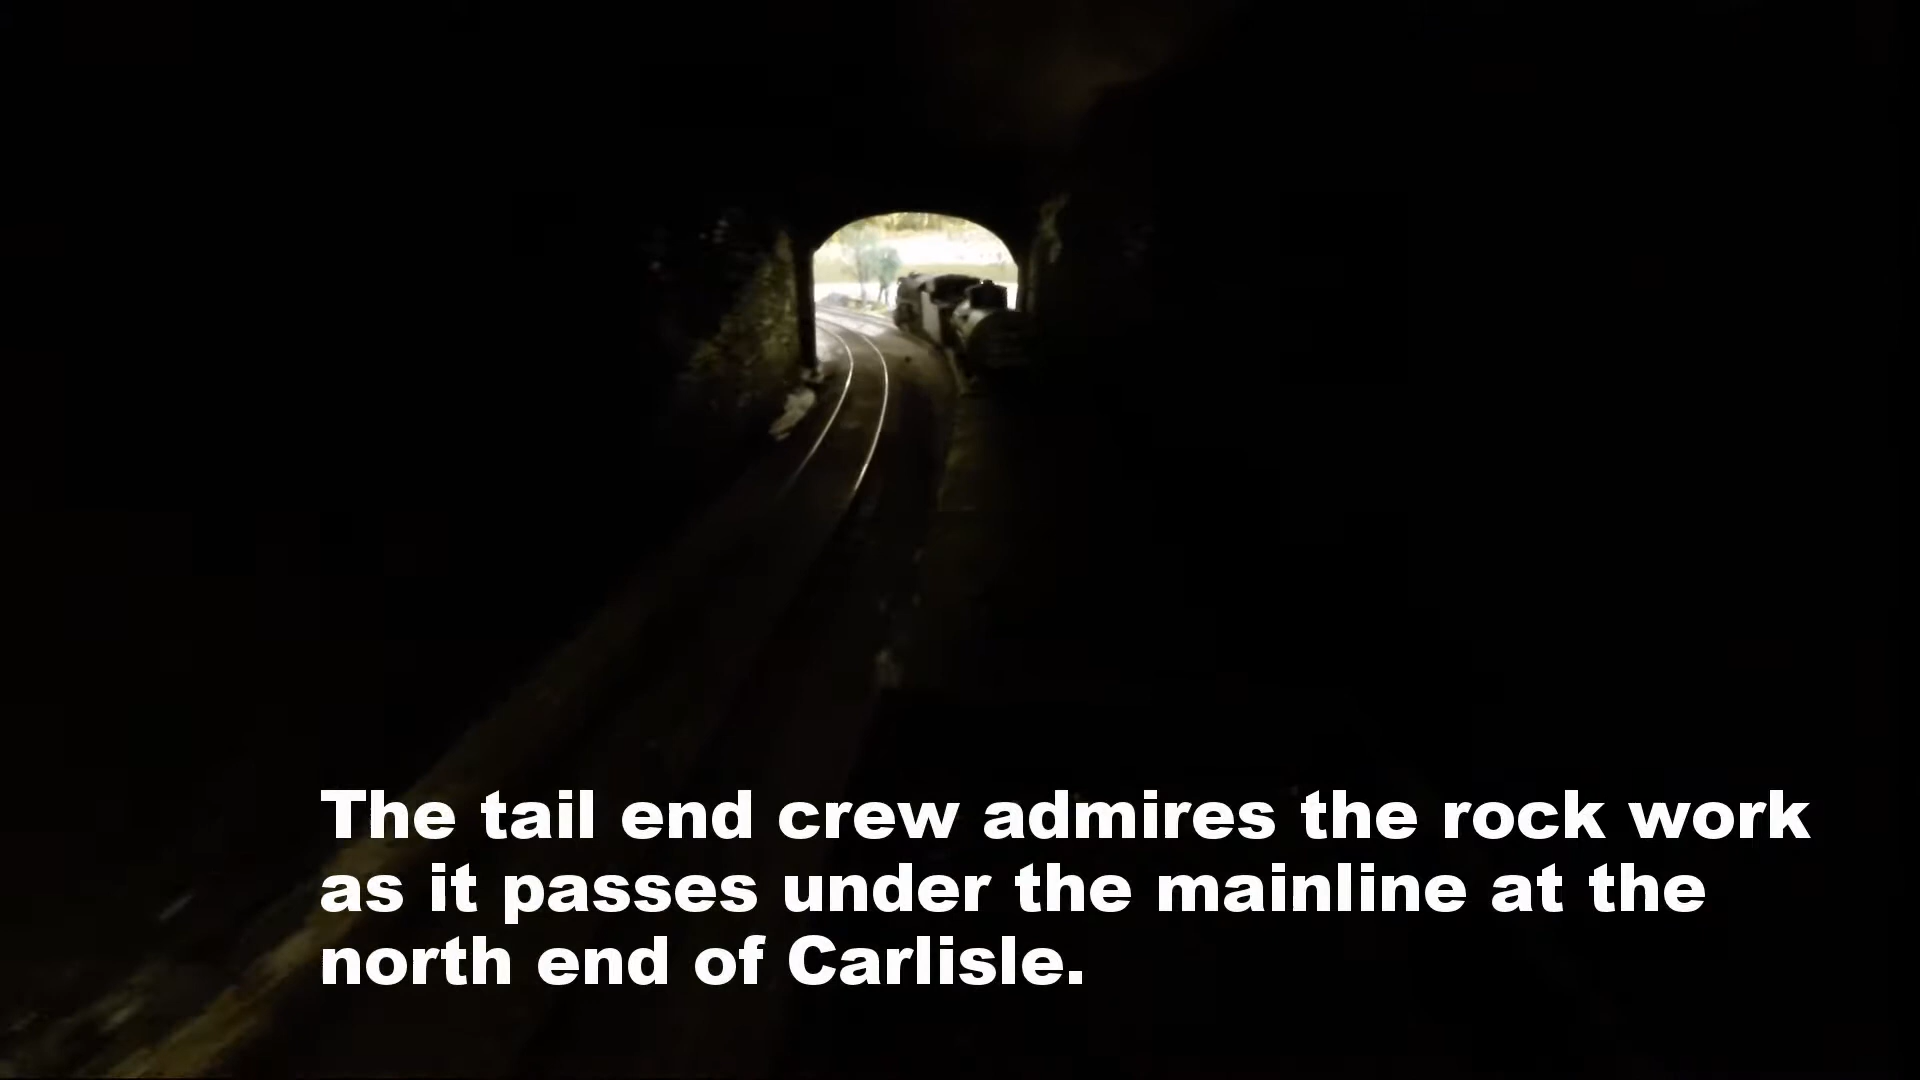 The tail end crew admires the rock work
as it passes under the mainline at the
north end of Carlisle.